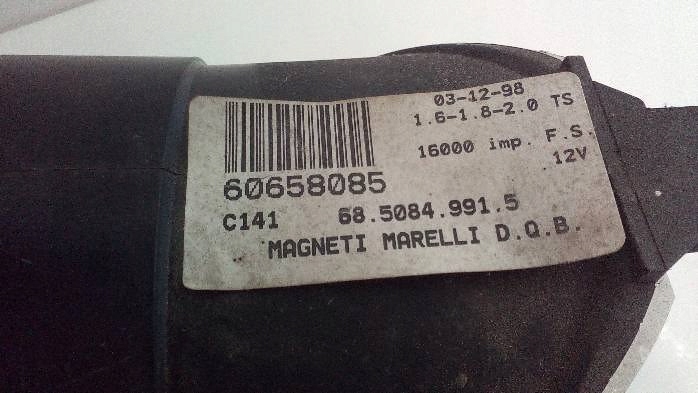 03-12-98
1.6-1.8-2.0 TS
16000 imp. F.S.
12V
60658085
C141 68.5084.991.5
MAGNETI MARELLI D.Q.B.